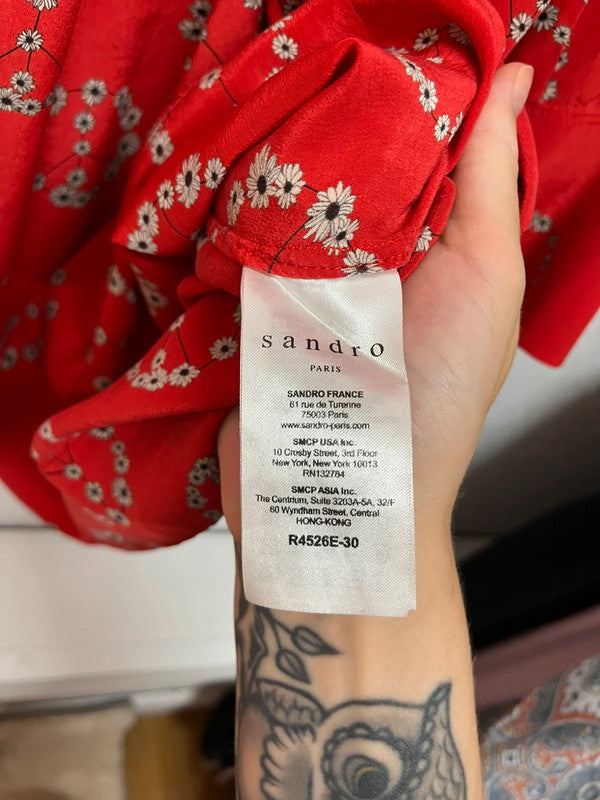 sandro
PARIS
SANDRO FRANCE
61 rue de Turenne
75003 Paris
www.sandro-paris.com
SMCP USA Inc.
10 Crosby Street, 3rd Floor
New York, New York 10013
RN132784
SMCP ASIA Inc.
The Centrium, Suite 3203A-5A, 32/F
60 Wyndham Street, Central
HONG-KONG
R4526E-30